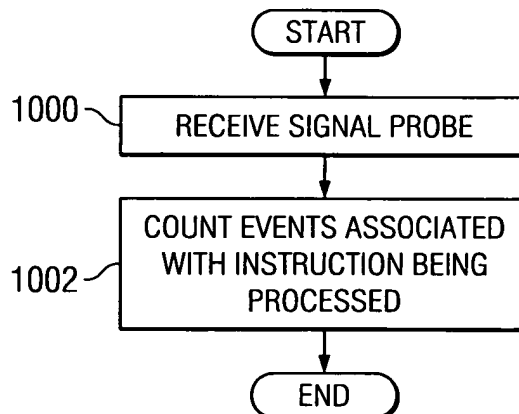 START
1000
RECEIVE SIGNAL PROBE
COUNT EVENTS ASSOCIATED
WITH INSTRUCTION BEING
1002
PROCESSED
END